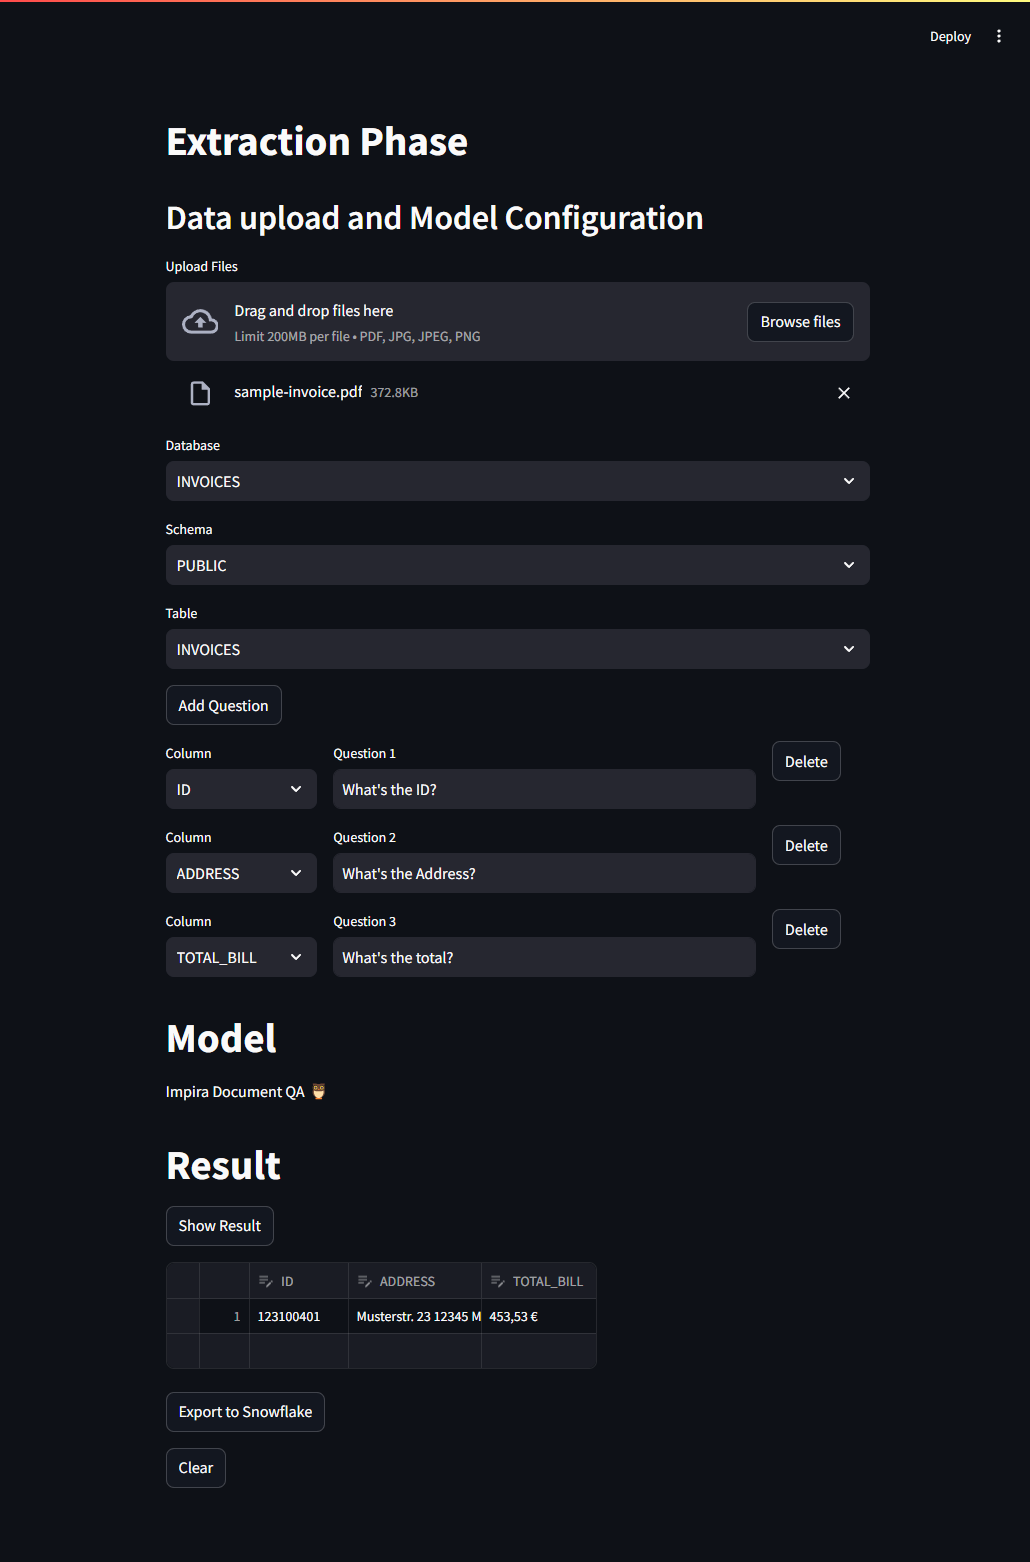 Deploy
Extraction Phase
Data upload and Model Configuration
Upload Files
Drag and drop files here
Limit 200MB per file • PDF, JPG, JPEG, PNG
Browse files
sample-invoice.pdf 372.8KB
Database
INVOICES
Schema
PUBLIC
Table
INVOICES
Add Question
Column Question 1
ID What's the ID? Delete
Column Question 2
ADDRESS What's the Address? Delete
Column Question 3
TOTAL_BILL What's the total? Delete
Model
Impira Document QA 🦉
Result
Show Result
ID ADDRESS TOTAL_BILL
1 123100401 Musterstr. 23 12345 M 453,53 €
Export to Snowflake
Clear